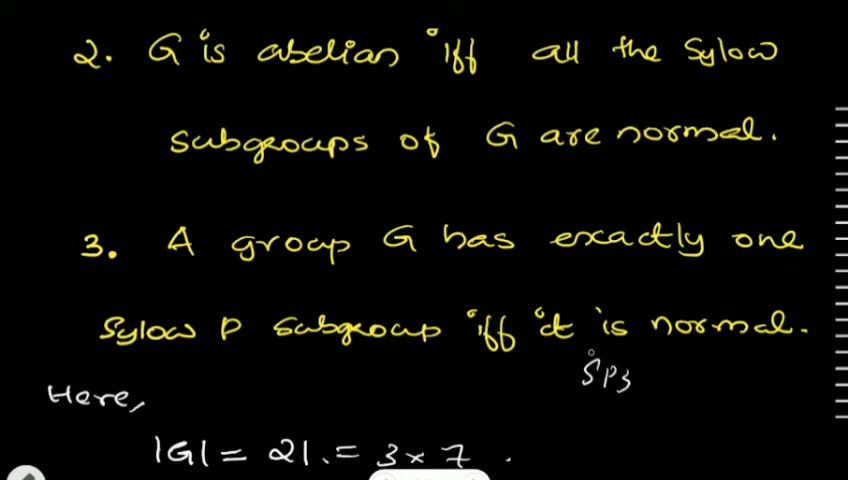 2. G is abelian iff all the Sylow
subgroups of G are normal.
3. A group G has exactly one
Sylow P subgroup iff it is normal.
Here,
|G| = 21. = 3 x 7 .